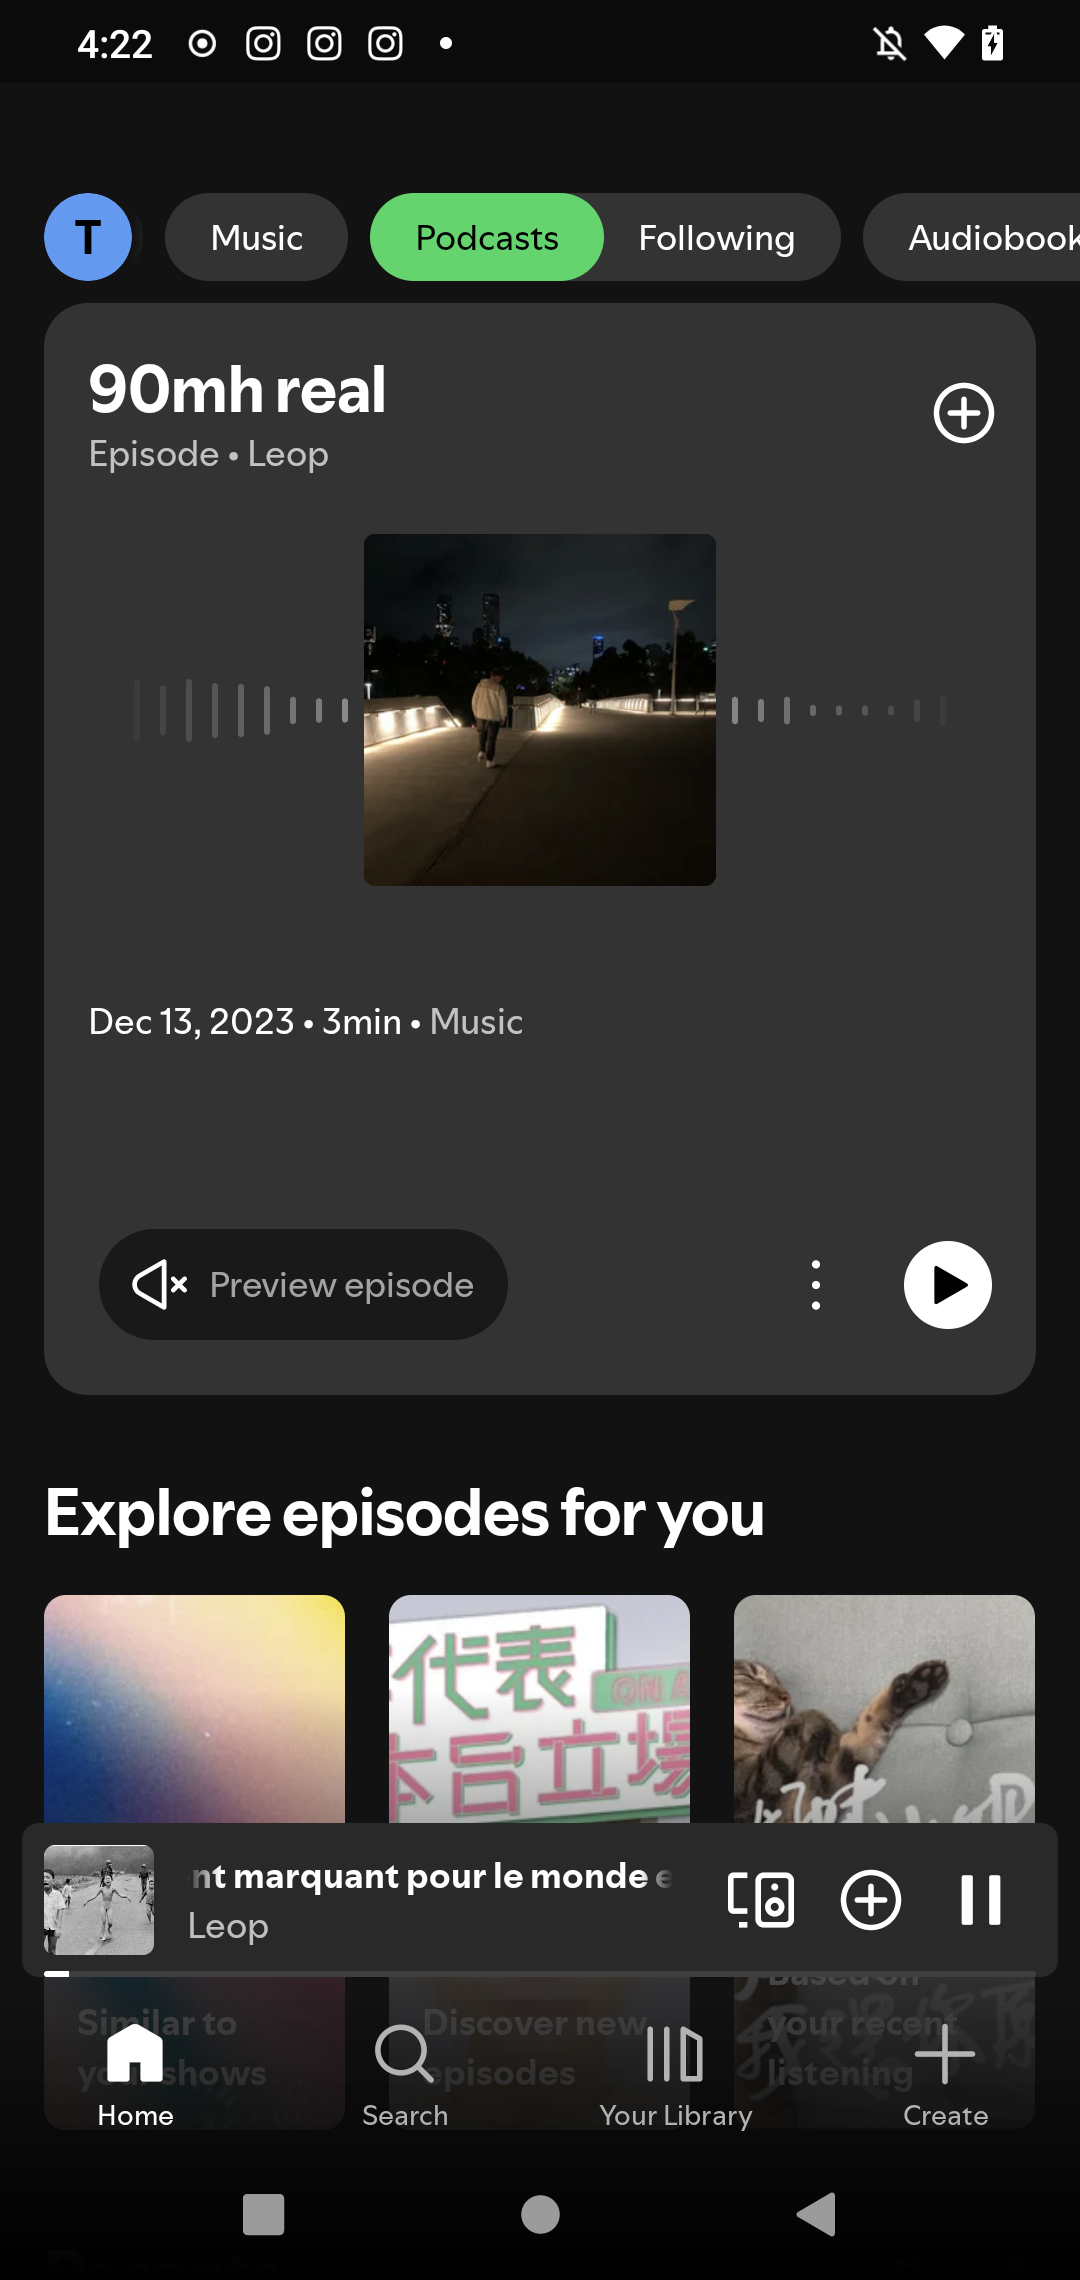 4:22
T
Music
Podcasts
Following
Audiobook
90mh real
Episode • Leop
Dec 13, 2023 • 3min • Music
Preview episode
Explore episodes for you
代表
ON A
本台立場
nt marquant pour le monde e
Leop
Similar to
your shows
Discover new
episodes
Based on
your recent
listening
Home
Search
Your Library
Create